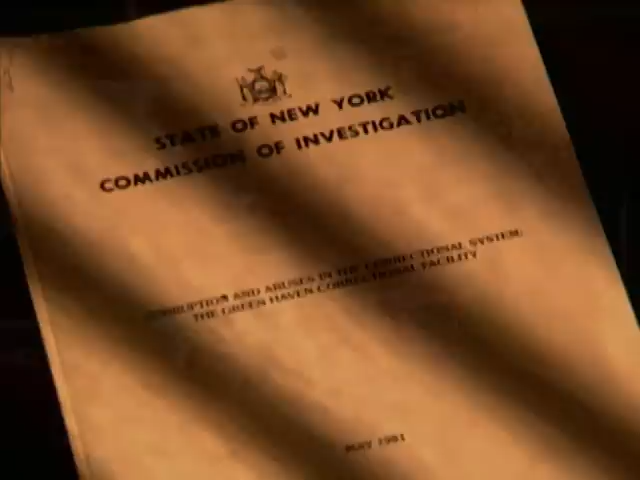 STATE OF NEW YORK
COMMISSION OF INVESTIGATION
CORRUPTION AND ABUSES IN THE CORRECTIONAL SYSTEM:
THE GREEN HAVEN CORRECTIONAL FACILITY
MAY 1981